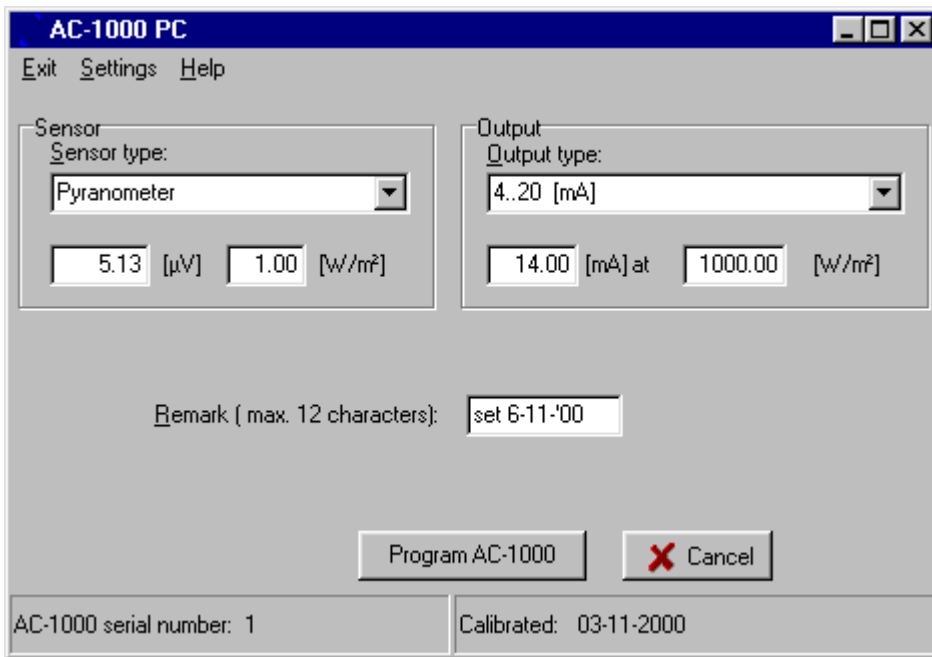 AC-1000 PC
Exit Settings Help
Sensor
Sensor type:
Pyranometer
5.13 [µV] 1.00 [W/m²]
Output
Output type:
4..20 [mA]
14.00 [mA] at 1000.00 [W/m²]
Remark ( max. 12 characters): set 6-11-'00
Program AC-1000 Cancel
AC-1000 serial number: 1 Calibrated: 03-11-2000